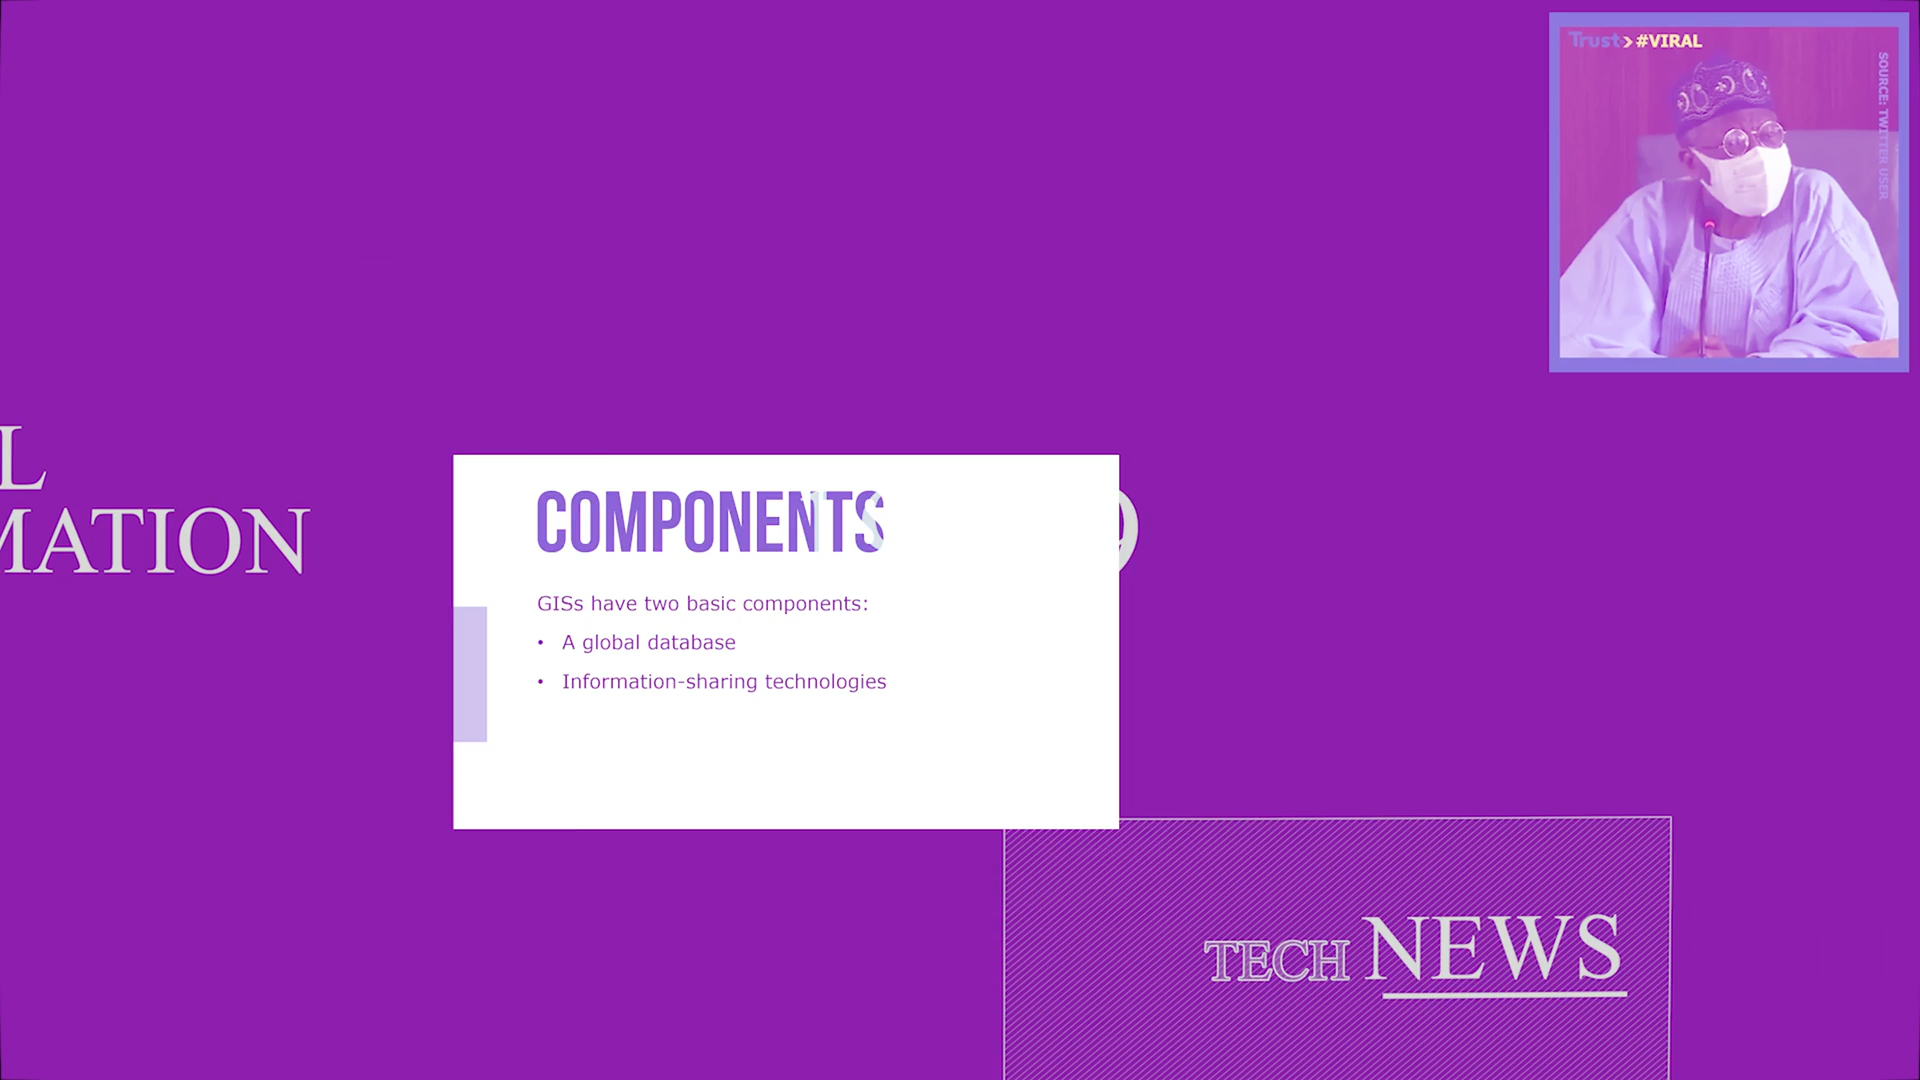 Trust> #VIRAL
SOURCE: TWITTER USER
L
MATION
COMPONENTS
GISs have two basic components:
• A global database
• Information-sharing technologies
TECH NEWS